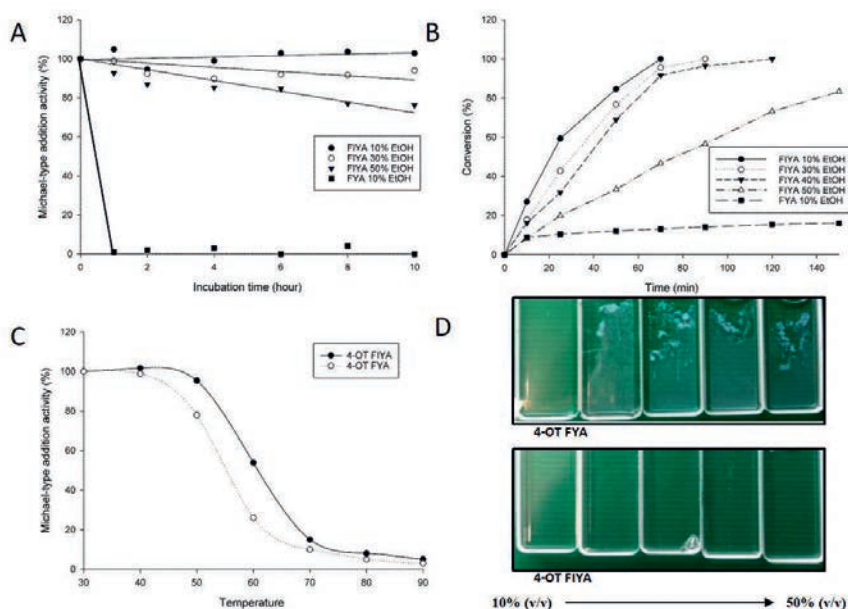 A
Michael-type addition activity (%)
120
100
80
60
40
20
0
FIYA 10% EtOH
FIYA 30% EtOH
FIYA 50% EtOH
FYA 10% EtOH
0 2 4 6 8 10
Incubation time (hour)
B
Conversion (%)
120
100
80
60
40
20
0
FIYA 10% EtOH
FIYA 30% EtOH
FIYA 40% EtOH
FIYA 50% EtOH
FYA 10% EtOH
0 20 40 60 80 100 120 140
Time (min)
C
Michael-type addition activity (%)
120
100
80
60
40
20
0
4-OT FIYA
4-OT FYA
30 40 50 60 70 80 90
Temperature
D
4-OT FYA
4-OT FIYA
10% (v/v) 50% (v/v)